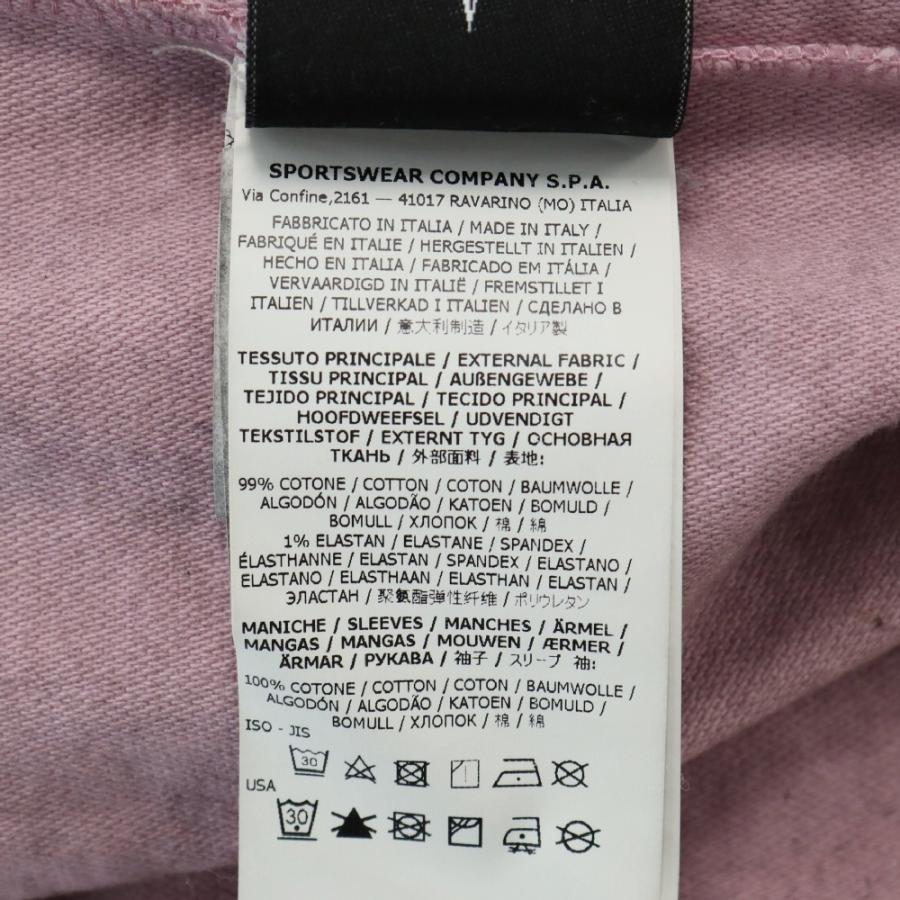 SPORTSWEAR COMPANY S.P.A.
Via Confine,2161 — 41017 RAVARINO (MO) ITALIA
FABBRICATO IN ITALIA / MADE IN ITALY /
FABRIQUÉ EN ITALIE / HERGESTELLT IN ITALIEN /
HECHO EN ITALIA / FABRICADO EM ITÁLIA /
VERVAARDIGD IN ITALIË / FREMSTILLET I
ITALIEN / TILLVERKAD I ITALIEN / СДЕЛАНО В
ИТАЛИИ / 意大利制造 / イタリア製
TESSUTO PRINCIPALE / EXTERNAL FABRIC /
TISSU PRINCIPAL / AUßENGEWEBE /
TEJIDO PRINCIPAL / TECIDO PRINCIPAL /
HOOFDWEEFSEL / UDVENDIGT
TEKSTILSTOF / EXTERNT TYG / ОСНОВНАЯ
ТКАНЬ / 外部面料 / 表地:
99% COTONE / COTTON / COTON / BAUMWOLLE /
ALGODÓN / ALGODÃO / KATOEN / BOMULD /
BOMULL / ХЛОПОК / 棉 / 綿
1% ELASTAN / ELASTANE / SPANDEX /
ÉLASTHANNE / ELASTAN / SPANDEX / ELASTANO /
ELASTANO / ELASTHAAN / ELASTHAN / ELASTAN /
ЭЛАСТАН / 聚氨酯弹性纤维 / ポリウレタン
MANICHE / SLEEVES / MANCHES / ÄRMEL /
MANGAS / MANGAS / MOUWEN / ÆRMER /
ÄRMAR / РУКАВА / 袖子 / スリーブ 袖:
100% COTONE / COTTON / COTON / BAUMWOLLE /
ALGODÓN / ALGODÃO / KATOEN / BOMULD /
BOMULL / ХЛОПОК / 棉 / 綿
ISO - JIS
30
USA
30